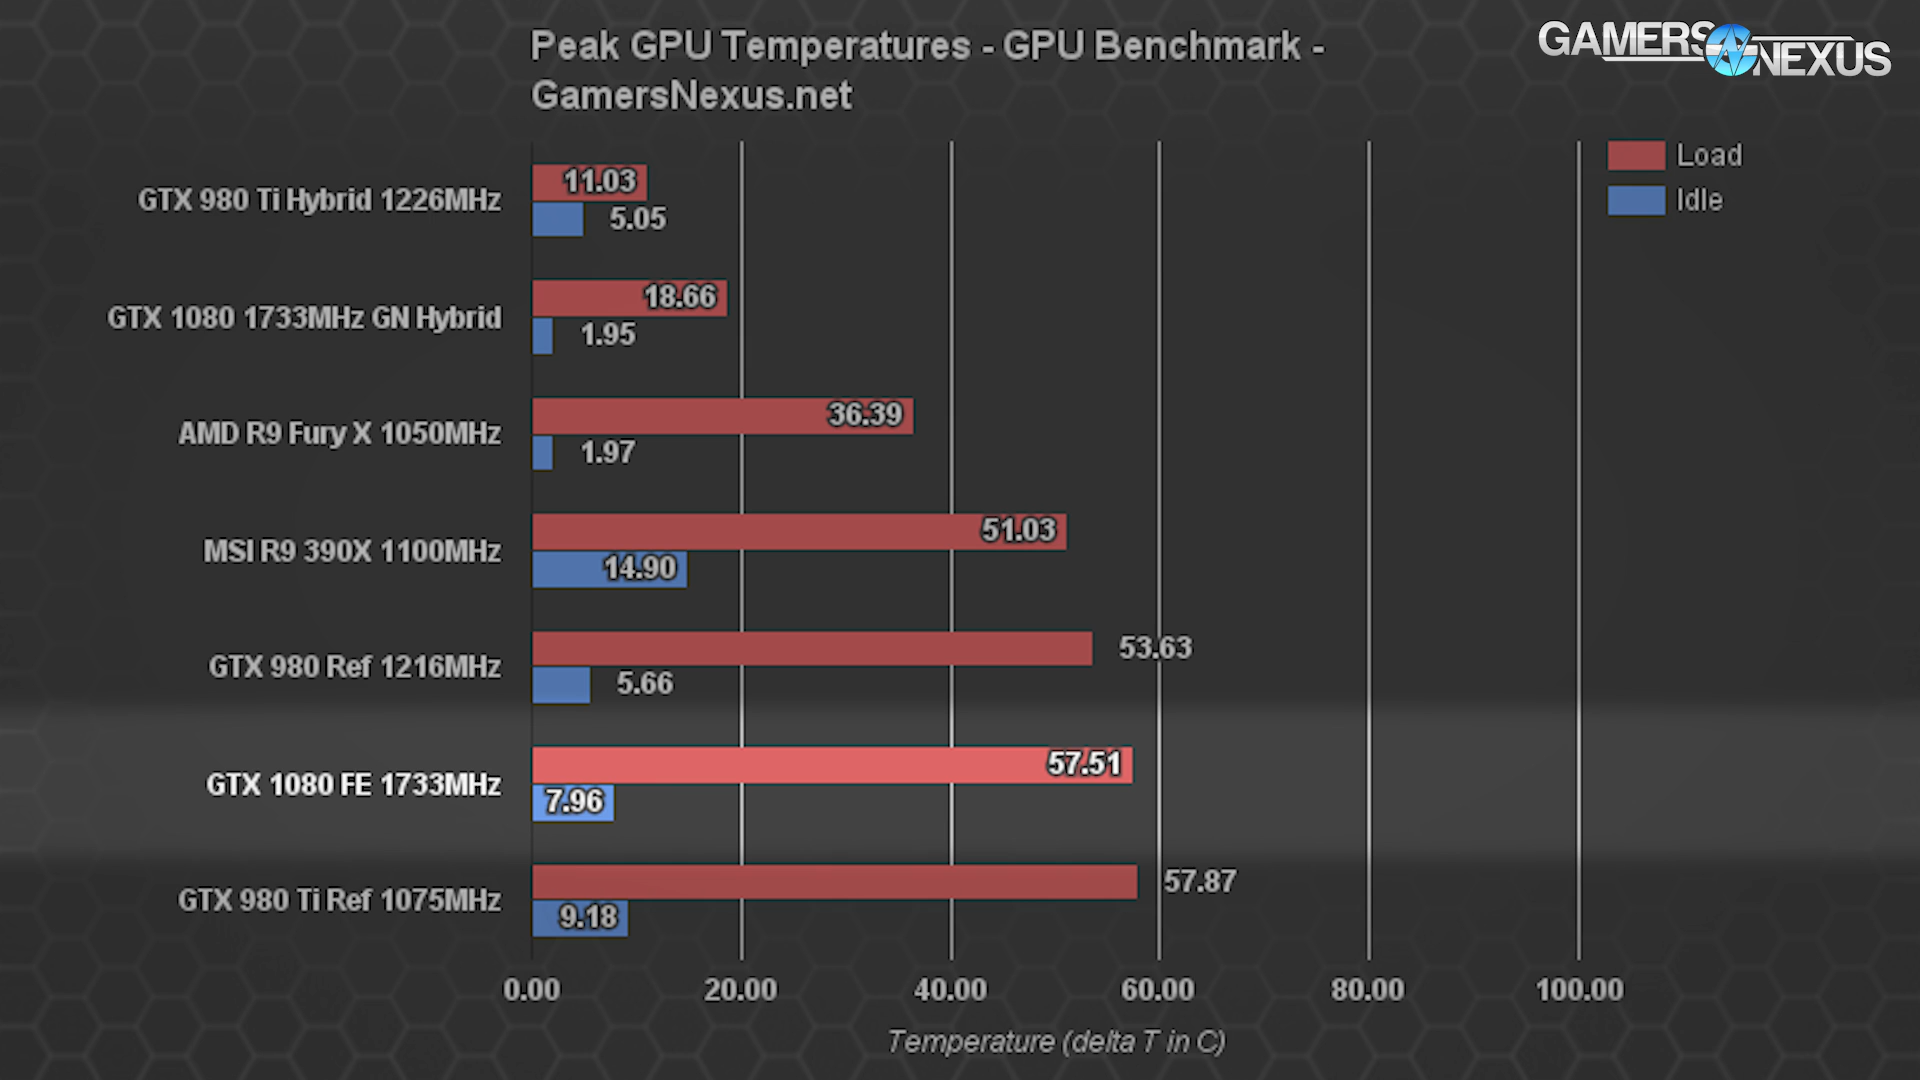 Peak GPU Temperatures - GPU Benchmark -
GamersNexus.net
GAMERS NEXUS
Load
Idle
GTX 980 Ti Hybrid 1226MHz
11.03
5.05
GTX 1080 1733MHz GN Hybrid
18.66
1.95
AMD R9 Fury X 1050MHz
36.39
1.97
MSI R9 390X 1100MHz
51.03
14.90
GTX 980 Ref 1216MHz
53.63
5.66
GTX 1080 FE 1733MHz
57.51
7.96
GTX 980 Ti Ref 1075MHz
57.87
9.18
0.00 20.00 40.00 60.00 80.00 100.00
Temperature (delta T in C)